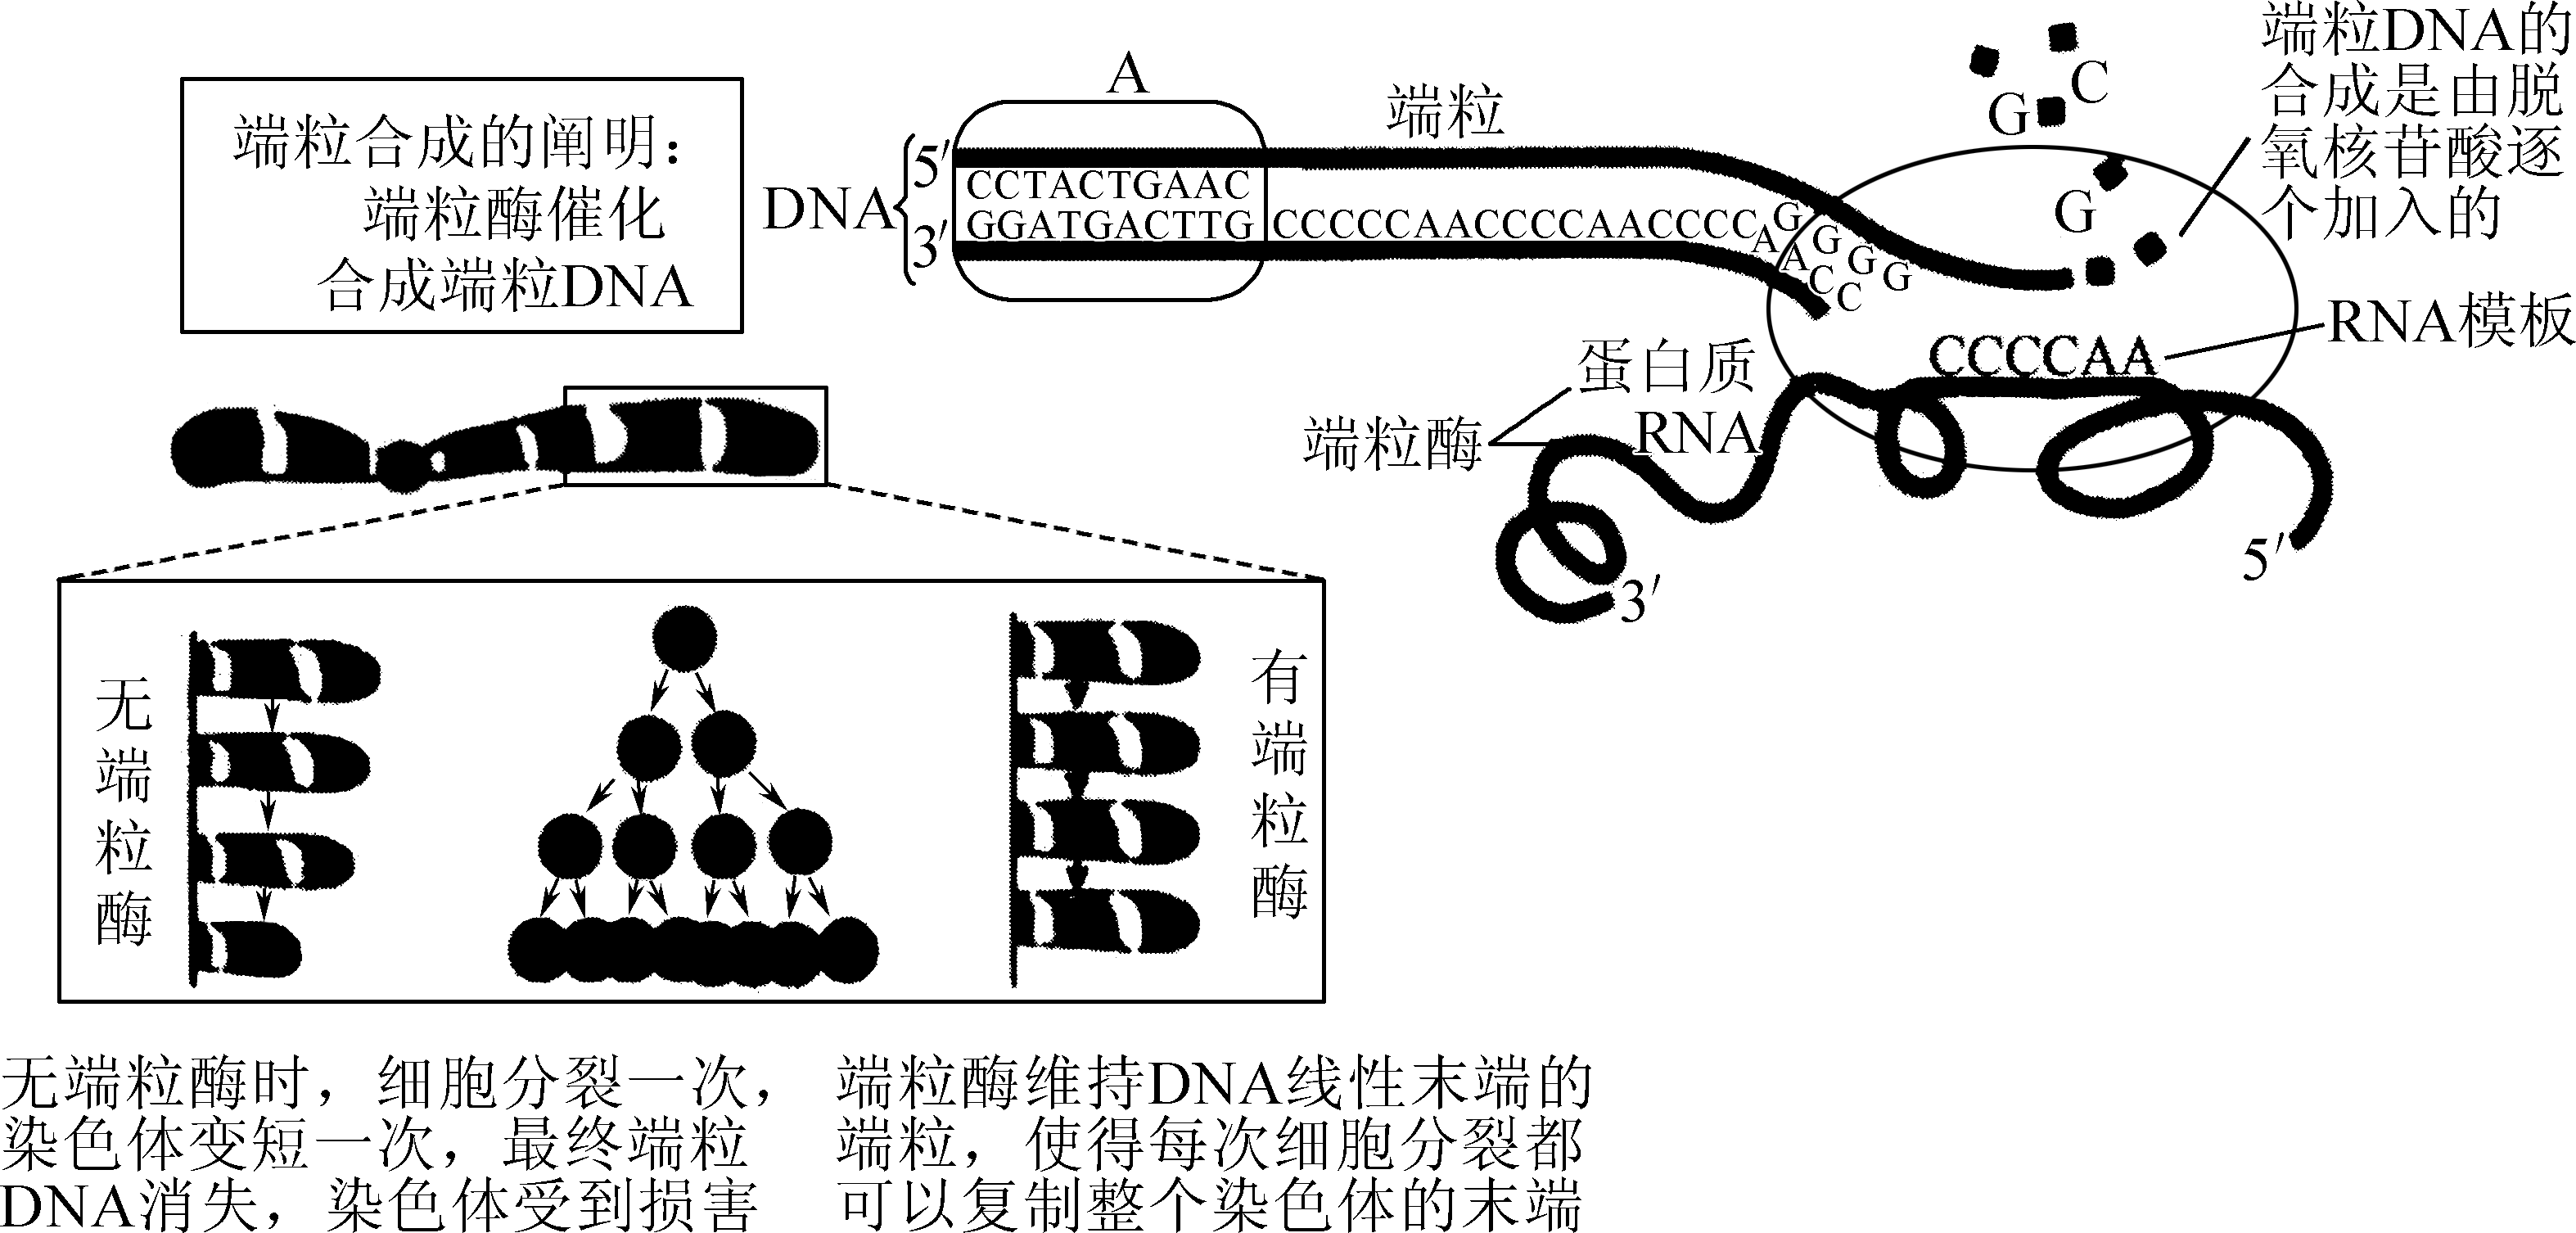 端粒合成的阐明：
端粒酶催化
合成端粒DNA
A
端粒
DNA
5′
CCTACTGAAC
GGATGACTTG
3′
CCCCCAACCCCAACCCC
A
A
C
C
G
G
G
G
G
C
G
端粒DNA的
合成是由脱
氧核苷酸逐
个加入的
CCCCAA
RNA模板
蛋白质
RNA
端粒酶
5′
3′
无端粒酶
有端粒酶
无端粒酶时，细胞分裂一次，
染色体变短一次，最终端粒
DNA消失，染色体受到损害
端粒酶维持DNA线性末端的
端粒，使得每次细胞分裂都
可以复制整个染色体的末端